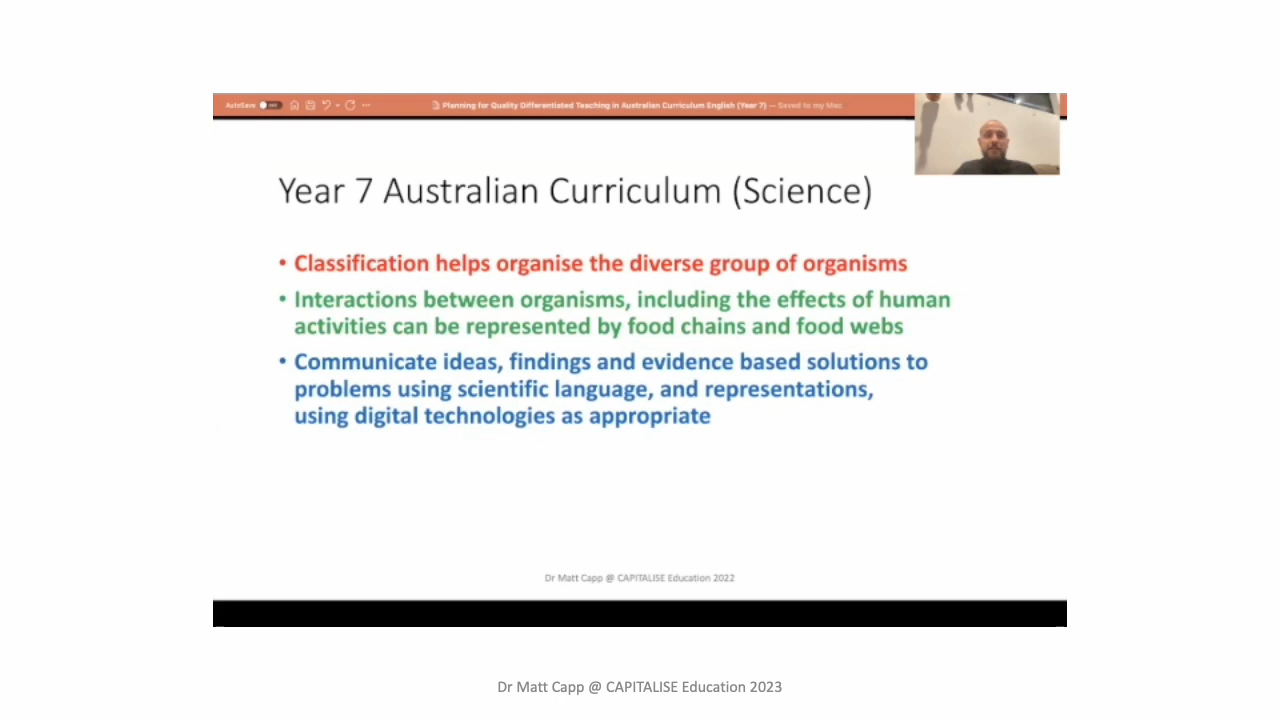 AutoSave OFF
Planning for Quality Differentiated Teaching in Australian Curriculum English (Year 7) — Saved to my Mac
Year 7 Australian Curriculum (Science)
• Classification helps organise the diverse group of organisms
• Interactions between organisms, including the effects of human
activities can be represented by food chains and food webs
• Communicate ideas, findings and evidence based solutions to
problems using scientific language, and representations,
using digital technologies as appropriate
Dr Matt Capp @ CAPITALISE Education 2022
Dr Matt Capp @ CAPITALISE Education 2023